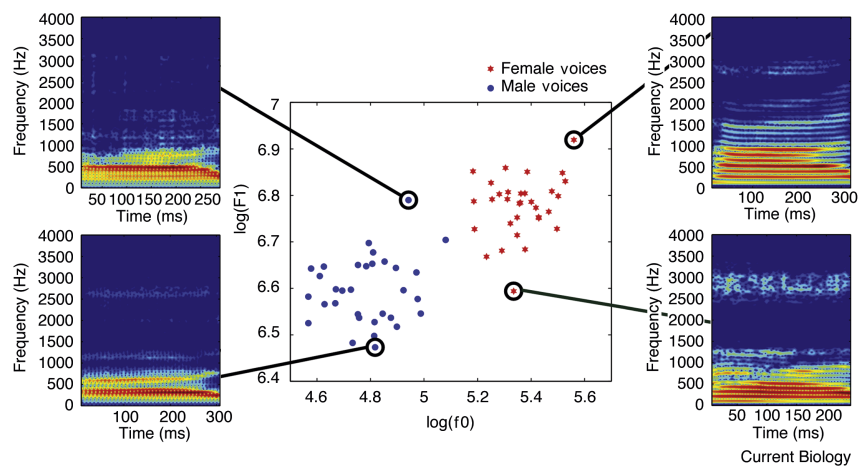 4000
3500
3000
2500
2000
1500
1000
500
0
Frequency (Hz)
50 100 150 200 250
Time (ms)
Female voices
Male voices
4000
3500
3000
2500
2000
1500
1000
500
0
Frequency (Hz)
50 100 150 200 250 300
Time (ms)
7
6.9
6.8
6.7
6.6
6.5
6.4
log(F1)
4.6 4.8 5 5.2 5.4 5.6
log(f0)
4000
3500
3000
2500
2000
1500
1000
500
0
Frequency (Hz)
100 200 300
Time (ms)
4000
3500
3000
2500
2000
1500
1000
500
0
Frequency (Hz)
50 100 150 200
Time (ms)
Current Biology